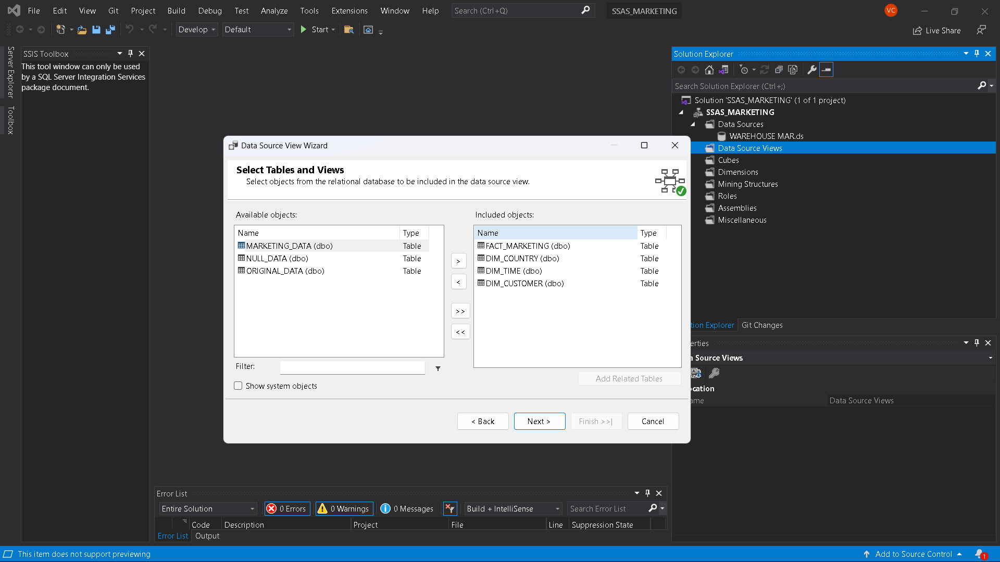 File Edit View Git Project Build Debug Test Analyze Tools Extensions Window Help Search (Ctrl+Q) SSAS_MARKETING VC
Develop Default Start Live Share
Server Explorer
Toolbox
SSIS Toolbox
This tool window can only be used
by a SQL Server Integration Services
package document.
Solution Explorer
Search Solution Explorer (Ctrl+;)
Solution 'SSAS_MARKETING' (1 of 1 project)
SSAS_MARKETING
Data Sources
WAREHOUSE MAR.ds
Data Source Views
Cubes
Dimensions
Mining Structures
Roles
Assemblies
Miscellaneous
Data Source View Wizard
Select Tables and Views
Select objects from the relational database to be included in the data source view.
Available objects:
Name Type
MARKETING_DATA (dbo) Table
NULL_DATA (dbo) Table
ORIGINAL_DATA (dbo) Table
>
<
>>
<<
Included objects:
Name Type
FACT_MARKETING (dbo) Table
DIM_COUNTRY (dbo) Table
DIM_TIME (dbo) Table
DIM_CUSTOMER (dbo) Table
Filter:
Add Related Tables
Show system objects
< Back Next > Finish >>| Cancel
tion Explorer Git Changes
erties
a Source Views
ocation
ame Data Source Views
Error List
Entire Solution 0 Errors 0 Warnings 0 Messages Build + IntelliSense Search Error List
Code Description Project File Line Suppression State
Error List Output
This item does not support previewing Add to Source Control 1